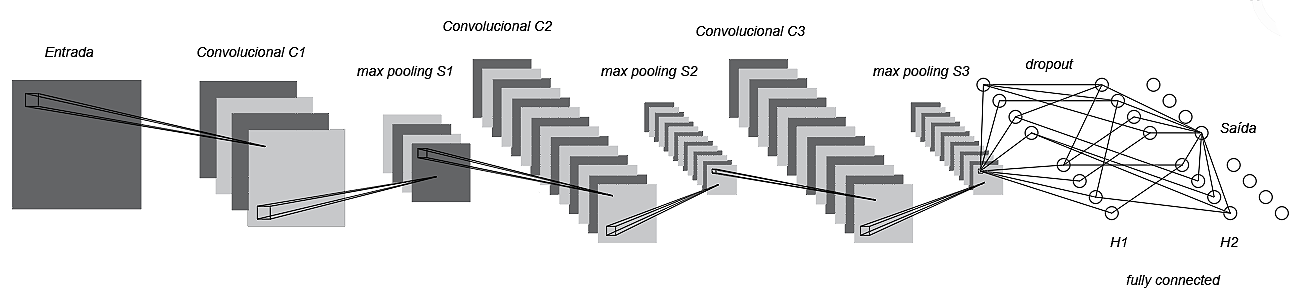 Entrada
Convolucional C1
max pooling S1
Convolucional C2
max pooling S2
Convolucional C3
max pooling S3
dropout
Saída
H1
H2
fully connected